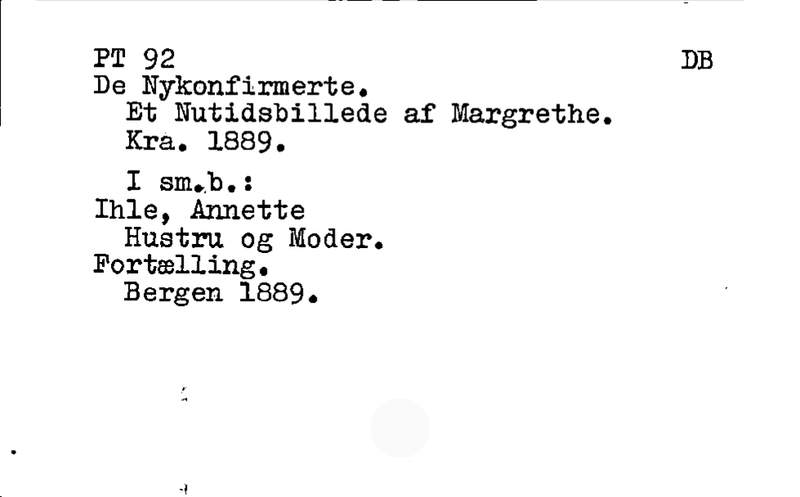 PT 92 DB
De Nykonfirmerte.
Et Nutidsbillede af Margrethe.
Kra. 1889.
I sm.b.:
Ihle, Annette
Hustru og Moder.
Fortælling.
Bergen 1889.